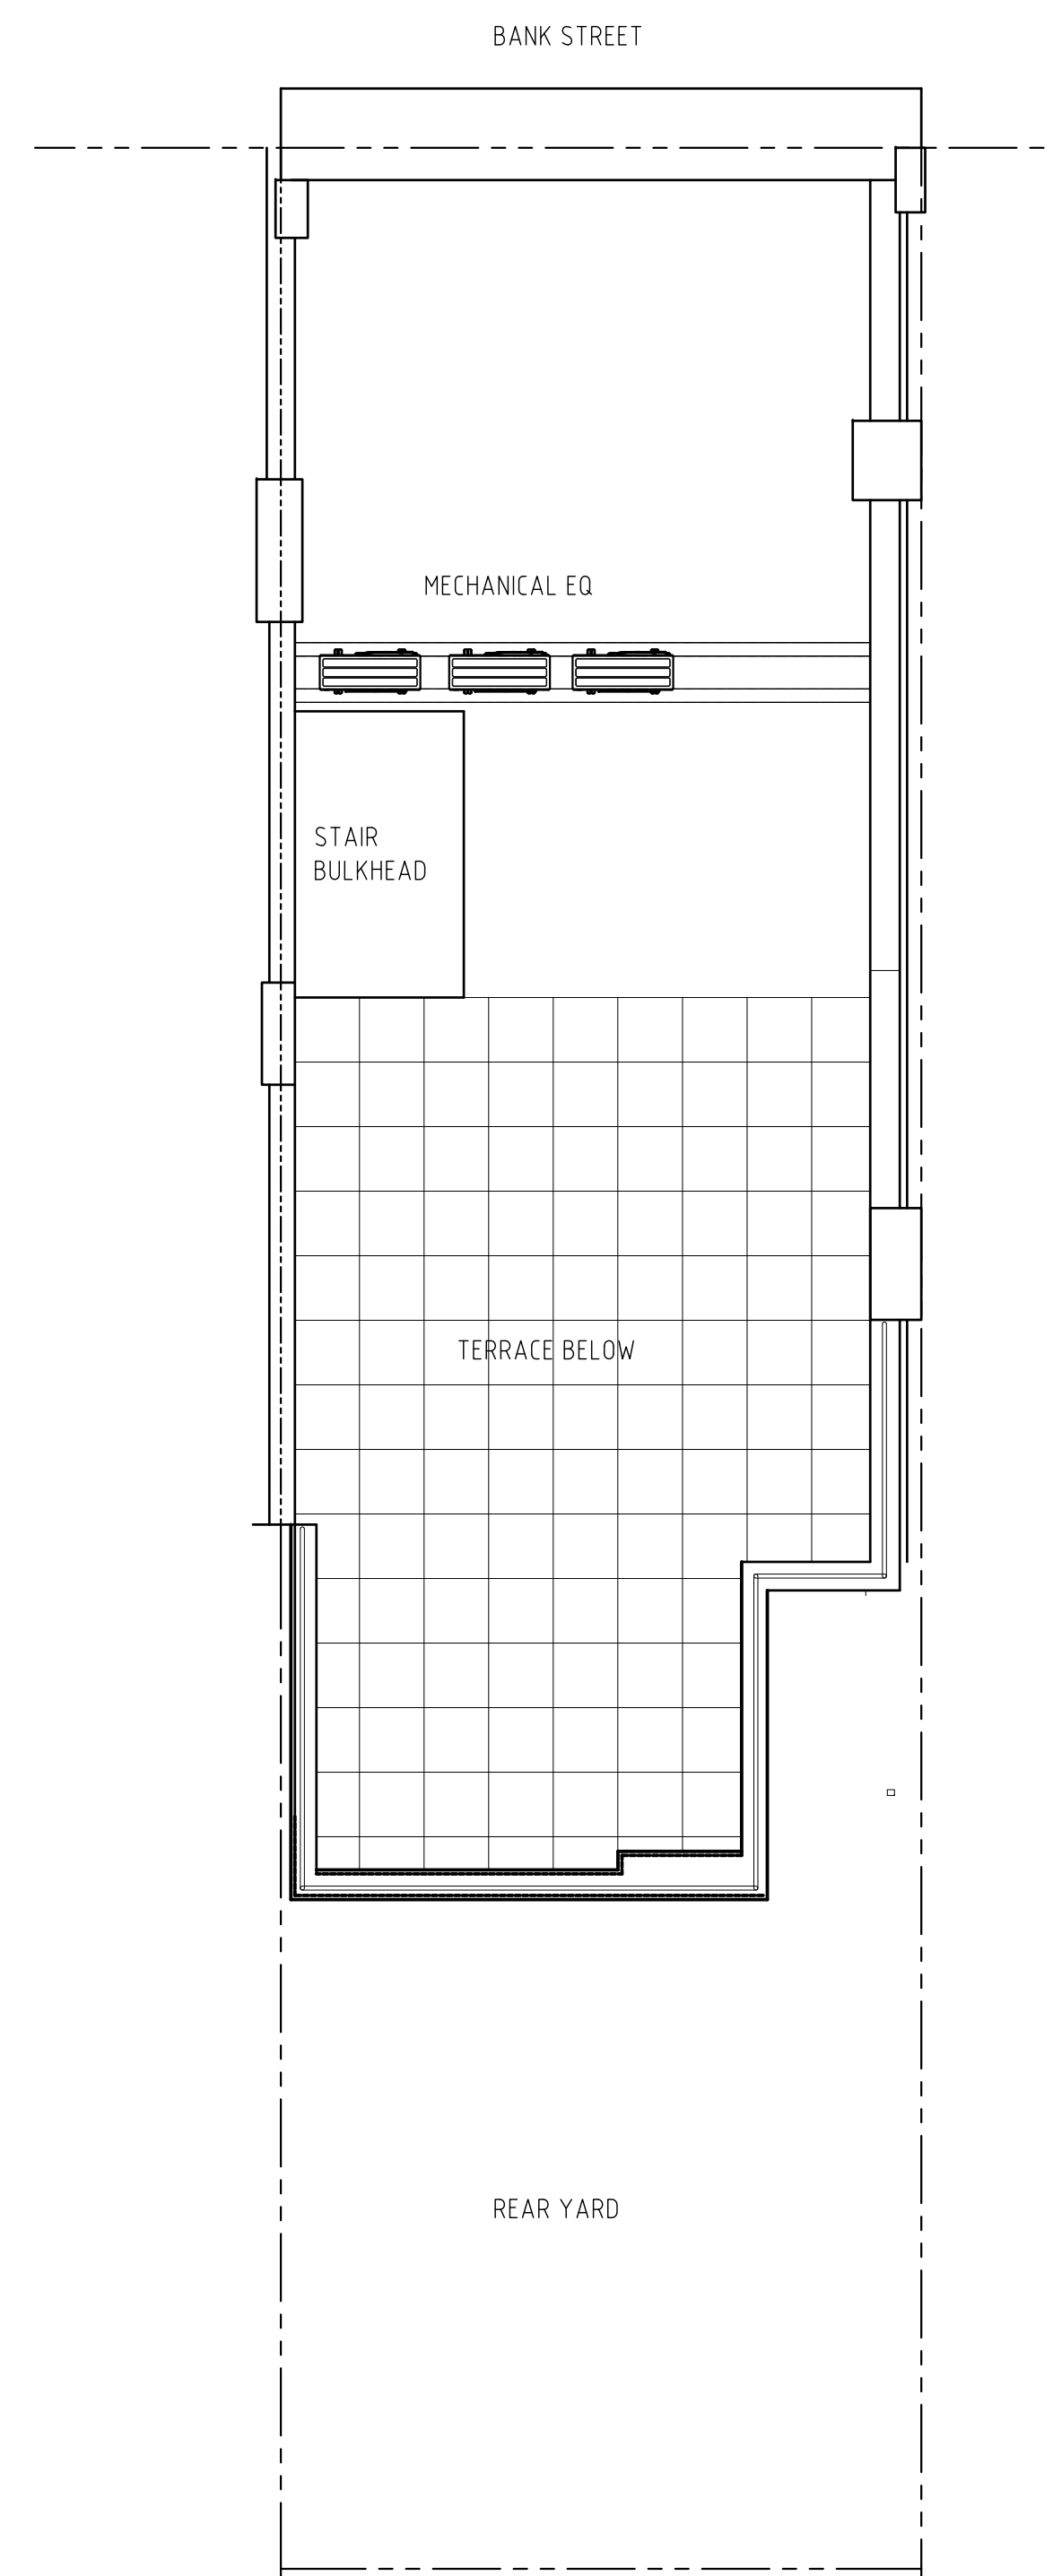 BANK STREET
MECHANICAL EQ
STAIR
BULKHEAD
TERRACE BELOW
REAR YARD